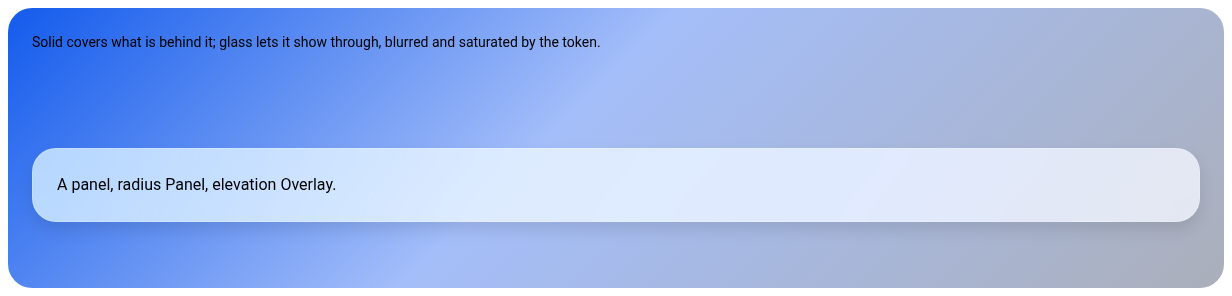 Solid covers what is behind it; glass lets it show through, blurred and saturated by the token.
A panel, radius Panel, elevation Overlay.